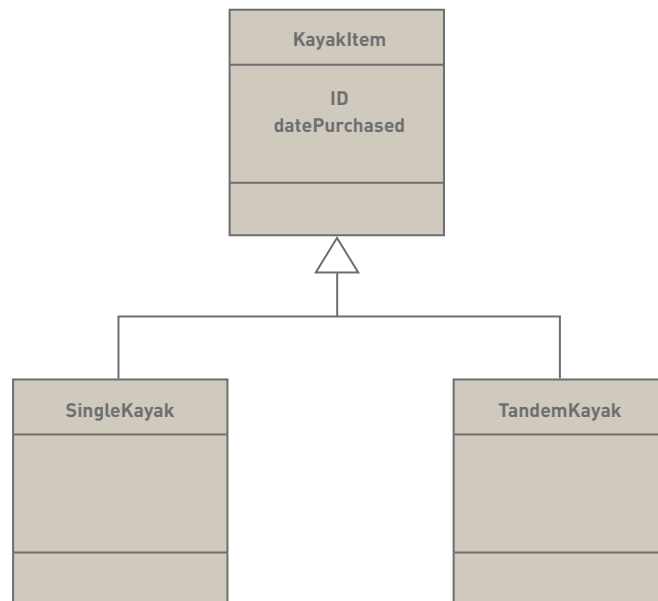 KayakItem
ID
datePurchased
SingleKayak
TandemKayak